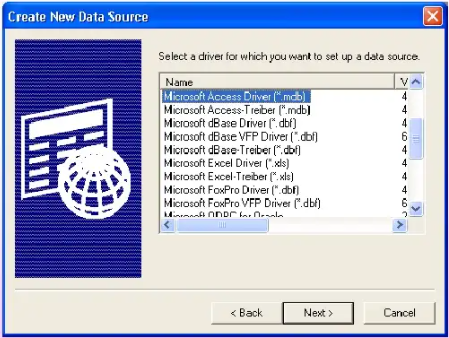 Create New Data Source
Select a driver for which you want to set up a data source.
Name V
Microsoft Access Driver (*.mdb) 4
Microsoft Access-Treiber (*.mdb) 4
Microsoft dBase Driver (*.dbf) 4
Microsoft dBase VFP Driver (*.dbf) 6
Microsoft dBase-Treiber (*.dbf) 4
Microsoft Excel Driver (*.xls) 4
Microsoft Excel-Treiber (*.xls) 4
Microsoft FoxPro Driver (*.dbf) 4
Microsoft FoxPro VFP Driver (*.dbf) 6
Microsoft ODBC for Oracle 2
< Back Next > Cancel